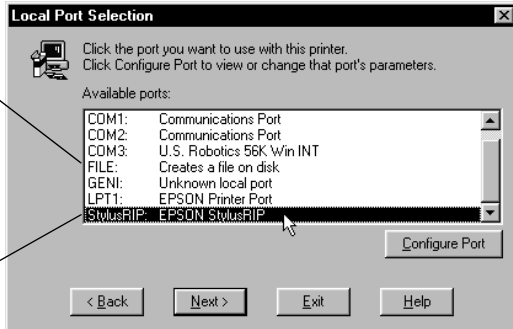 Local Port Selection
Click the port you want to use with this printer.
Click Configure Port to view or change that port's parameters.
Available ports:
COM1: Communications Port
COM2: Communications Port
COM3: U.S. Robotics 56K Win INT
FILE: Creates a file on disk
GENI: Unknown local port
LPT1: EPSON Printer Port
StylusRIP: EPSON StylusRIP
Configure Port
< Back Next > Exit Help